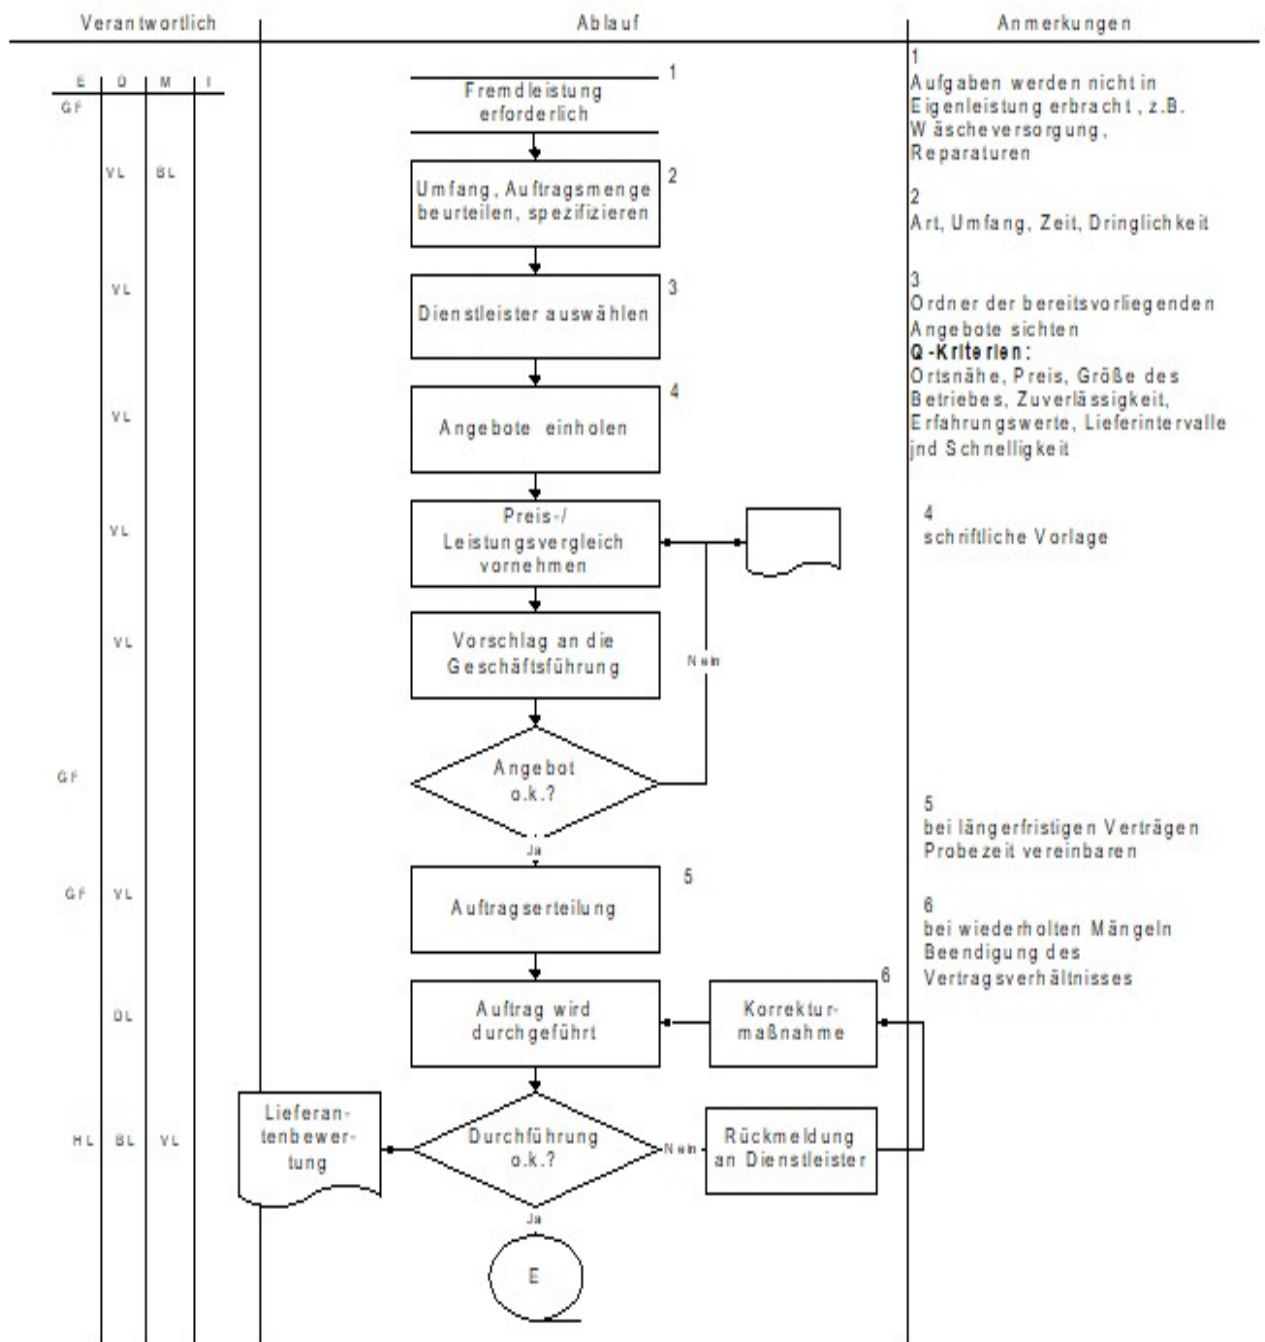 Verantwortlich
Ablauf
Anmerkungen
E D M I
GF
1
Fremdleistung
erforderlich
1
Aufgaben werden nicht in
Eigenleistung erbracht, z.B.
Wäscheversorgung,
Reparaturen
VL BL
2
Umfang, Auftragsmenge
beurteilen, spezifizieren
2
Art, Umfang, Zeit, Dringlichkeit
VL
3
Dienstleister auswählen
3
Ordner der bereitsvorliegenden
Angebote sichten
Q-Kriterien:
Ortsnähe, Preis, Größe des
Betriebes, Zuverlässigkeit,
Erfahrungswerte, Lieferintervalle
jnd Schnelligkeit
VL
4
Angebote einholen
VL
Preis-/
Leistungsvergleich
vornehmen
4
schriftliche Vorlage
VL
Vorschlag an die
Geschäftsführung
Nein
GF
Angebot
o.k.?
Ja
5
bei längerfristigen Verträgen
Probezeit vereinbaren
GF VL
5
Auftragserteilung
6
bei wiederholten Mängeln
Beendigung des
Vertragsverhältnisses
DL
Auftrag wird
durchgeführt
6
Korrektur-
maßnahme
HL BL VL
Lieferan-
tenbewer-
tung
Durchführung
o.k.?
Nein
Rückmeldung
an Dienstleister
Ja
E